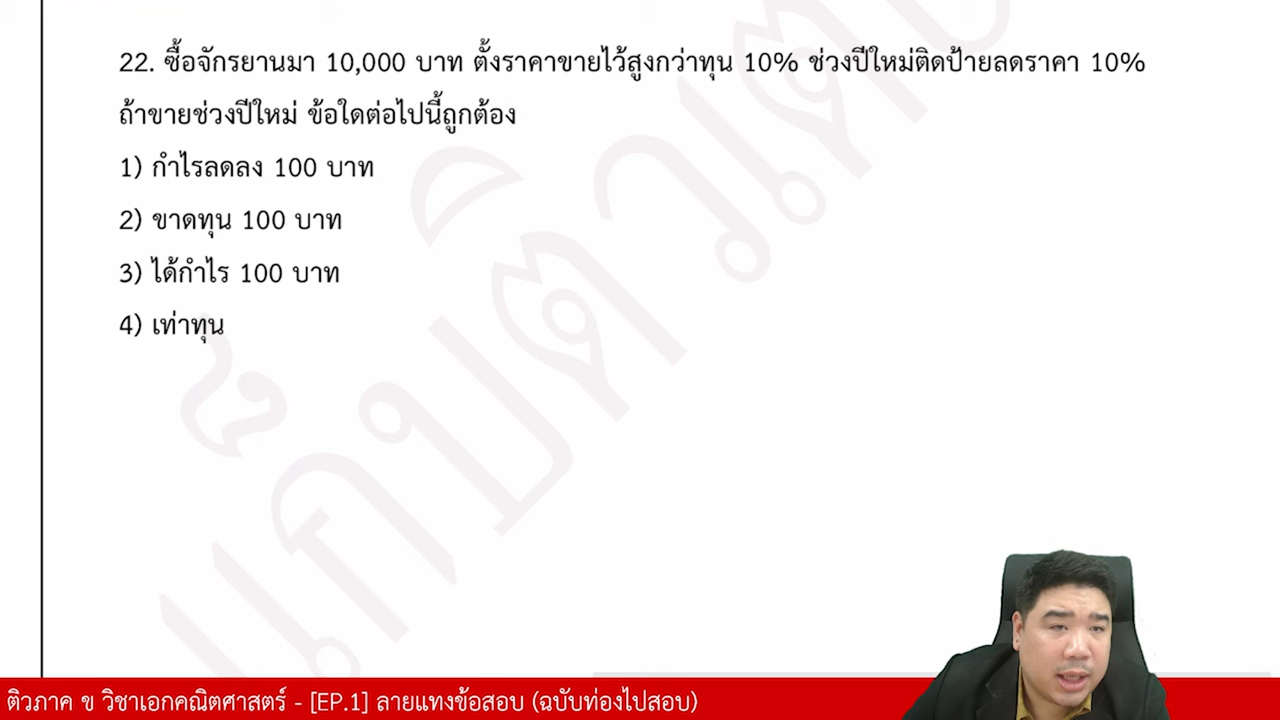 22. ซื้อจักรยานมา 10,000 บาท ตั้งราคาขายไว้สูงกว่าทุน 10% ช่วงปีใหม่ติดป้ายลดราคา 10%
ถ้าขายช่วงปีใหม่ ข้อใดต่อไปนี้ถูกต้อง
1) กำไรลดลง 100 บาท
2) ขาดทุน 100 บาท
3) ได้กำไร 100 บาท
4) เท่าทุน
ติวภาค ข วิชาเอกคณิตศาสตร์ - [EP.1] ลายแทงข้อสอบ (ฉบับท่องไปสอบ)